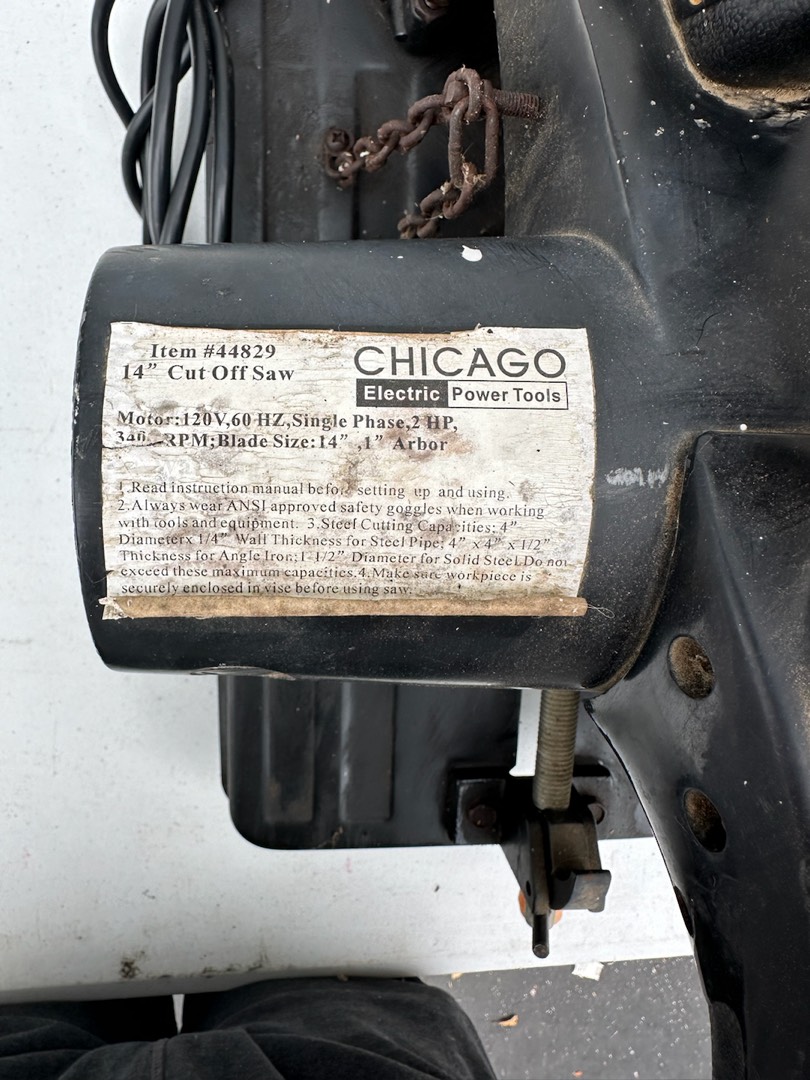 Item #44829
14” Cut Off Saw
CHICAGO
Electric Power Tools
Motor:120V,60 HZ,Single Phase,2 HP,
RPM;Blade Size:14” ,1” Arbor
1.Read instruction manual before setting up and using.
2.Always wear ANSI approved safety goggles when working
with tools and equipment. 3.Steel Cutting Capacities: 4”
Diameterx 1/4” Wall Thickness for Steel Pipe; 4” x 4” x 1/2”
Thickness for Angle Iron;1-1/2” Diameter for Solid Steel.Do not
exceed these maximum capacities.4.Make sure workpiece is
securely enclosed in vise before using saw.